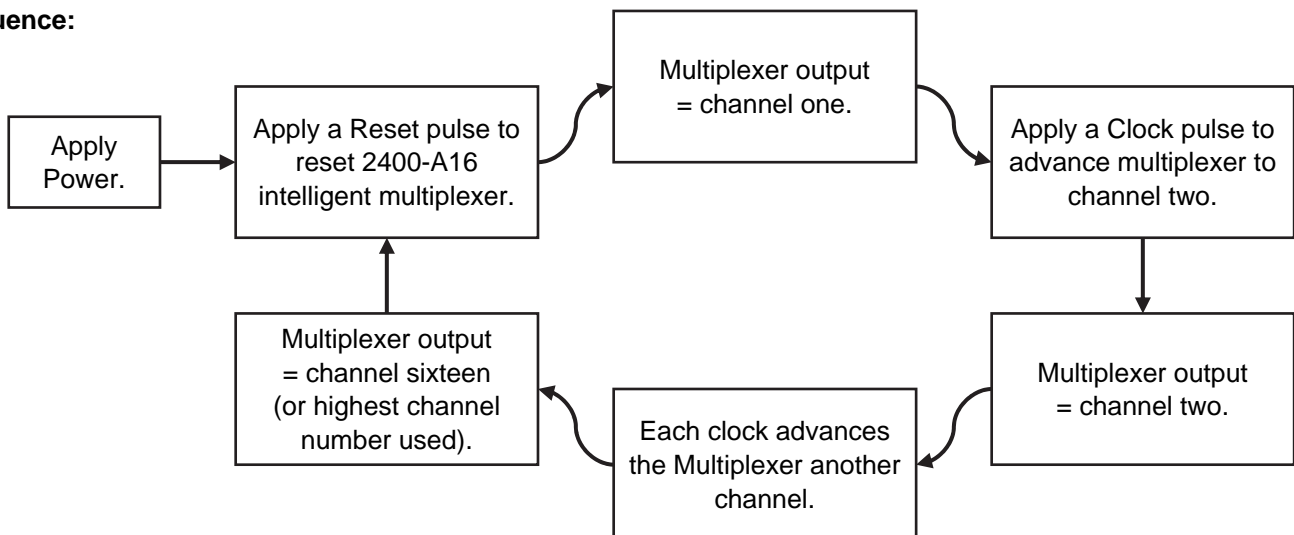 uence:
Apply
Power.
Apply a Reset pulse to
reset 2400-A16
intelligent multiplexer.
Multiplexer output
= channel one.
Apply a Clock pulse to
advance multiplexer to
channel two.
Multiplexer output
= channel two.
Each clock advances
the Multiplexer another
channel.
Multiplexer output
= channel sixteen
(or highest channel
number used).